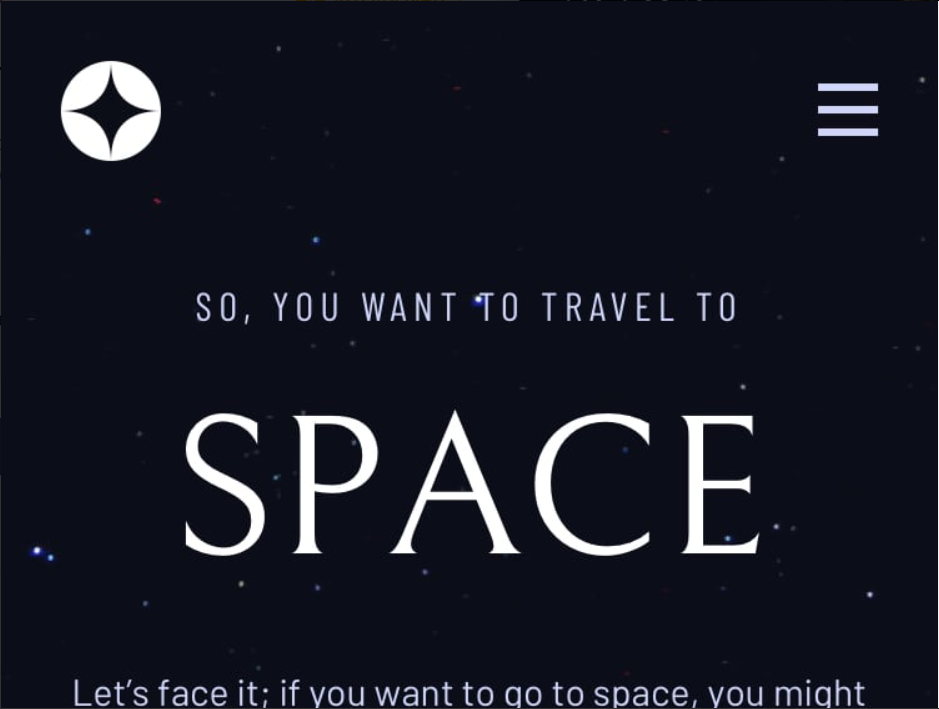 SO, YOU WANT TO TRAVEL TO
SPACE
Let’s face it; if you want to go to space, you might